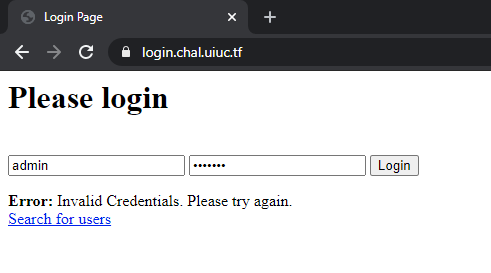 Login Page
login.chal.uiuc.tf
Please login
admin
•••••••
Login
Error: Invalid Credentials. Please try again.
Search for users